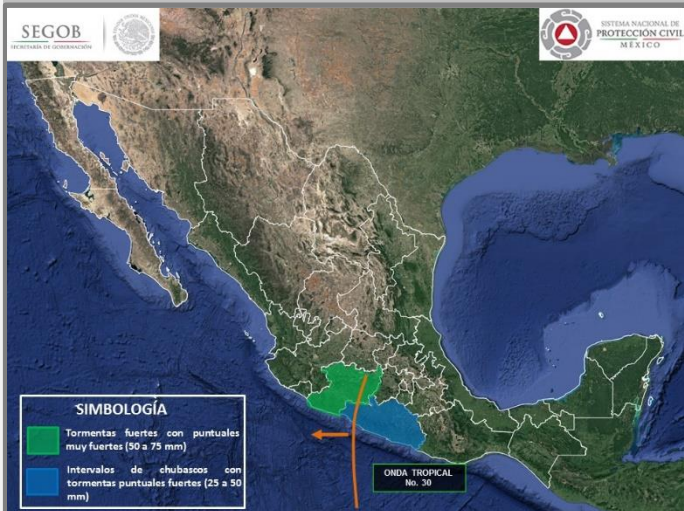 SEGOB
SECRETARÍA DE GOBERNACIÓN
SISTEMA NACIONAL DE
PROTECCIÓN CIVIL
MÉXICO
SIMBOLOGÍA
Tormentas fuertes con puntuales
muy fuertes (50 a 75 mm)
Intervalos de chubascos con
tormentas puntuales fuertes (25 a 50
mm)
ONDA TROPICAL
No. 30